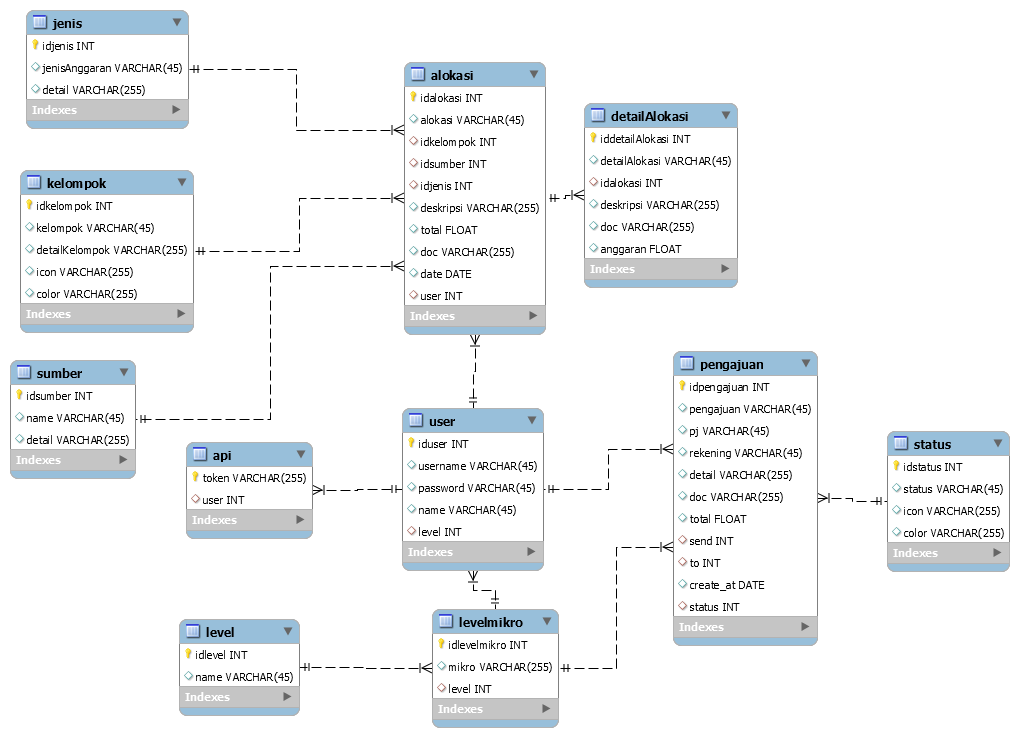 jenis
idjenis INT
jenisAnggaran VARCHAR(45)
detail VARCHAR(255)
Indexes
kelompok
idkelompok INT
kelompok VARCHAR(45)
detailKelompok VARCHAR(255)
icon VARCHAR(255)
color VARCHAR(255)
Indexes
sumber
idsumber INT
name VARCHAR(45)
detail VARCHAR(255)
Indexes
alokasi
idalokasi INT
alokasi VARCHAR(45)
idkelompok INT
idsumber INT
idjenis INT
deskripsi VARCHAR(255)
total FLOAT
doc VARCHAR(255)
date DATE
user INT
Indexes
detailAlokasi
iddetailAlokasi INT
detailAlokasi VARCHAR(45)
idalokasi INT
deskripsi VARCHAR(255)
doc VARCHAR(255)
anggaran FLOAT
Indexes
api
token VARCHAR(255)
user INT
Indexes
user
iduser INT
username VARCHAR(45)
password VARCHAR(45)
name VARCHAR(45)
level INT
Indexes
pengajuan
idpengajuan INT
pengajuan VARCHAR(45)
pj VARCHAR(45)
rekening VARCHAR(45)
detail VARCHAR(255)
doc VARCHAR(255)
total FLOAT
send INT
to INT
create_at DATE
status INT
Indexes
status
idstatus INT
status VARCHAR(45)
icon VARCHAR(255)
color VARCHAR(255)
Indexes
level
idlevel INT
name VARCHAR(45)
Indexes
levelmikro
idlevelmikro INT
mikro VARCHAR(255)
level INT
Indexes